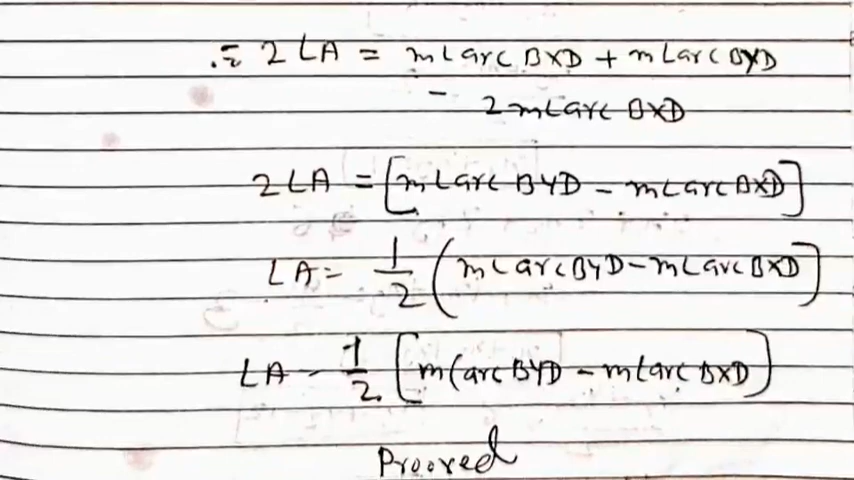 ∴ 2∠A = m∠arc BXD + m∠arc BYD
- 2m∠arc BXD
2∠A = [m∠arc BYD - m∠arc BXD]
∠A = 1/2 (m∠arc BYD - m∠arc BXD]
∠A - 1/2 [m(arc BYD - m∠arc BXD]
Prooved